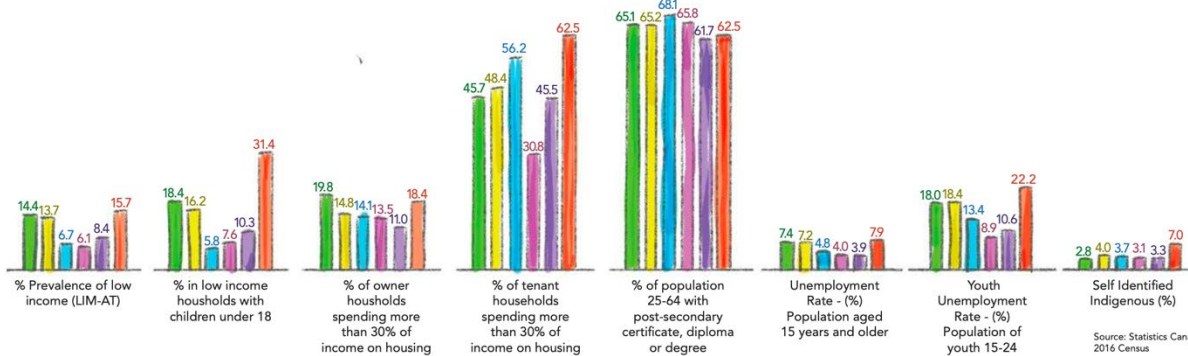 14.4 13.7 6.7 6.1 8.4 15.7
% Prevalence of low
income (LIM-AT)
18.4 16.2 5.8 7.6 10.3 31.4
% in low income
housholds with
children under 18
19.8 14.8 14.1 13.5 11.0 18.4
% of owner
housholds
spending more
than 30% of
income on housing
45.7 48.4 56.2 30.8 45.5 62.5
% of tenant
households
spending more
than 30% of
income on housing
65.1 65.2 68.1 65.8 61.7 62.5
% of population
25-64 with
post-secondary
certificate, diploma
or degree
7.4 7.2 4.8 4.0 3.9 7.9
Unemployment
Rate - (%)
Population aged
15 years and older
18.0 18.4 13.4 8.9 10.6 22.2
Youth
Unemployment
Rate - (%)
Population of
youth 15-24
2.8 4.0 3.7 3.1 3.3 7.0
Self Identified
Indigenous (%)
Source: Statistics Can
2016 Census